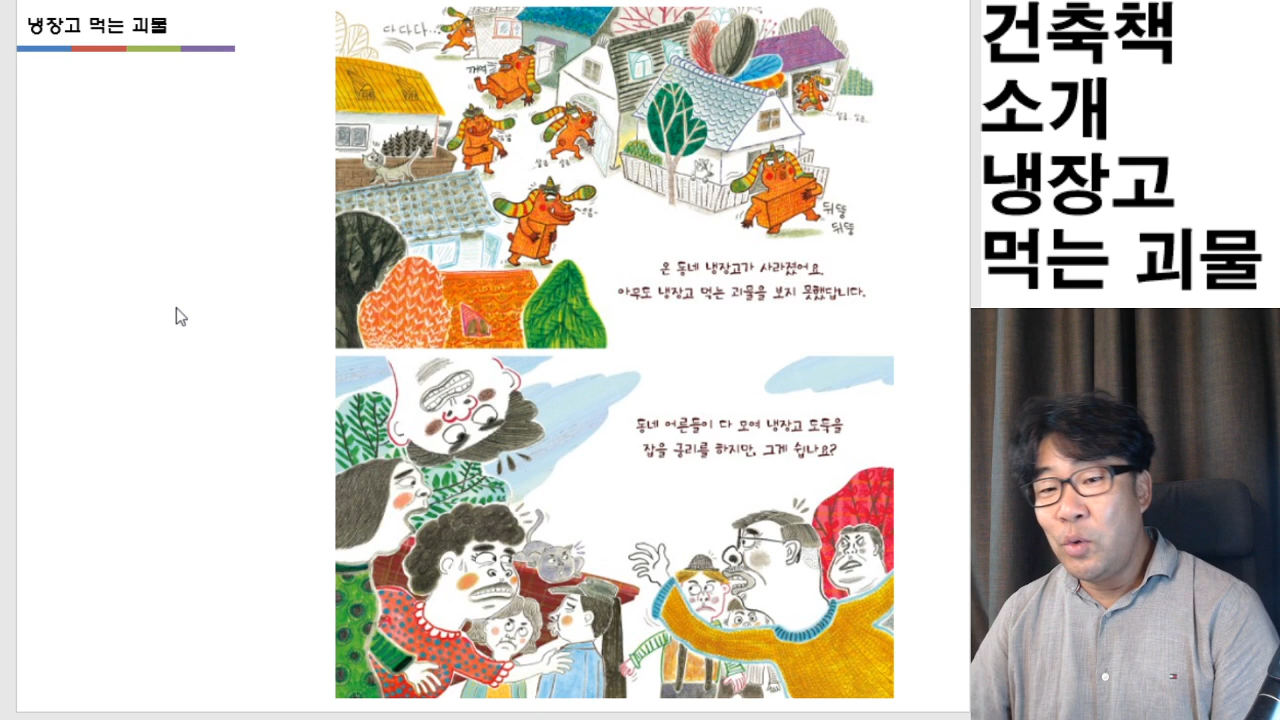 냉장고 먹는 괴물
건축책
소개
냉장고
먹는 괴물
다다다...
온 동네 냉장고가 사라졌어요.
아무도 냉장고 먹는 괴물을 보지 못했답니다.
뒤뚱
뒤뚱
동네 어른들이 다 모여 냉장고 도둑을
잡을 궁리를 하지만, 그게 쉽나요?